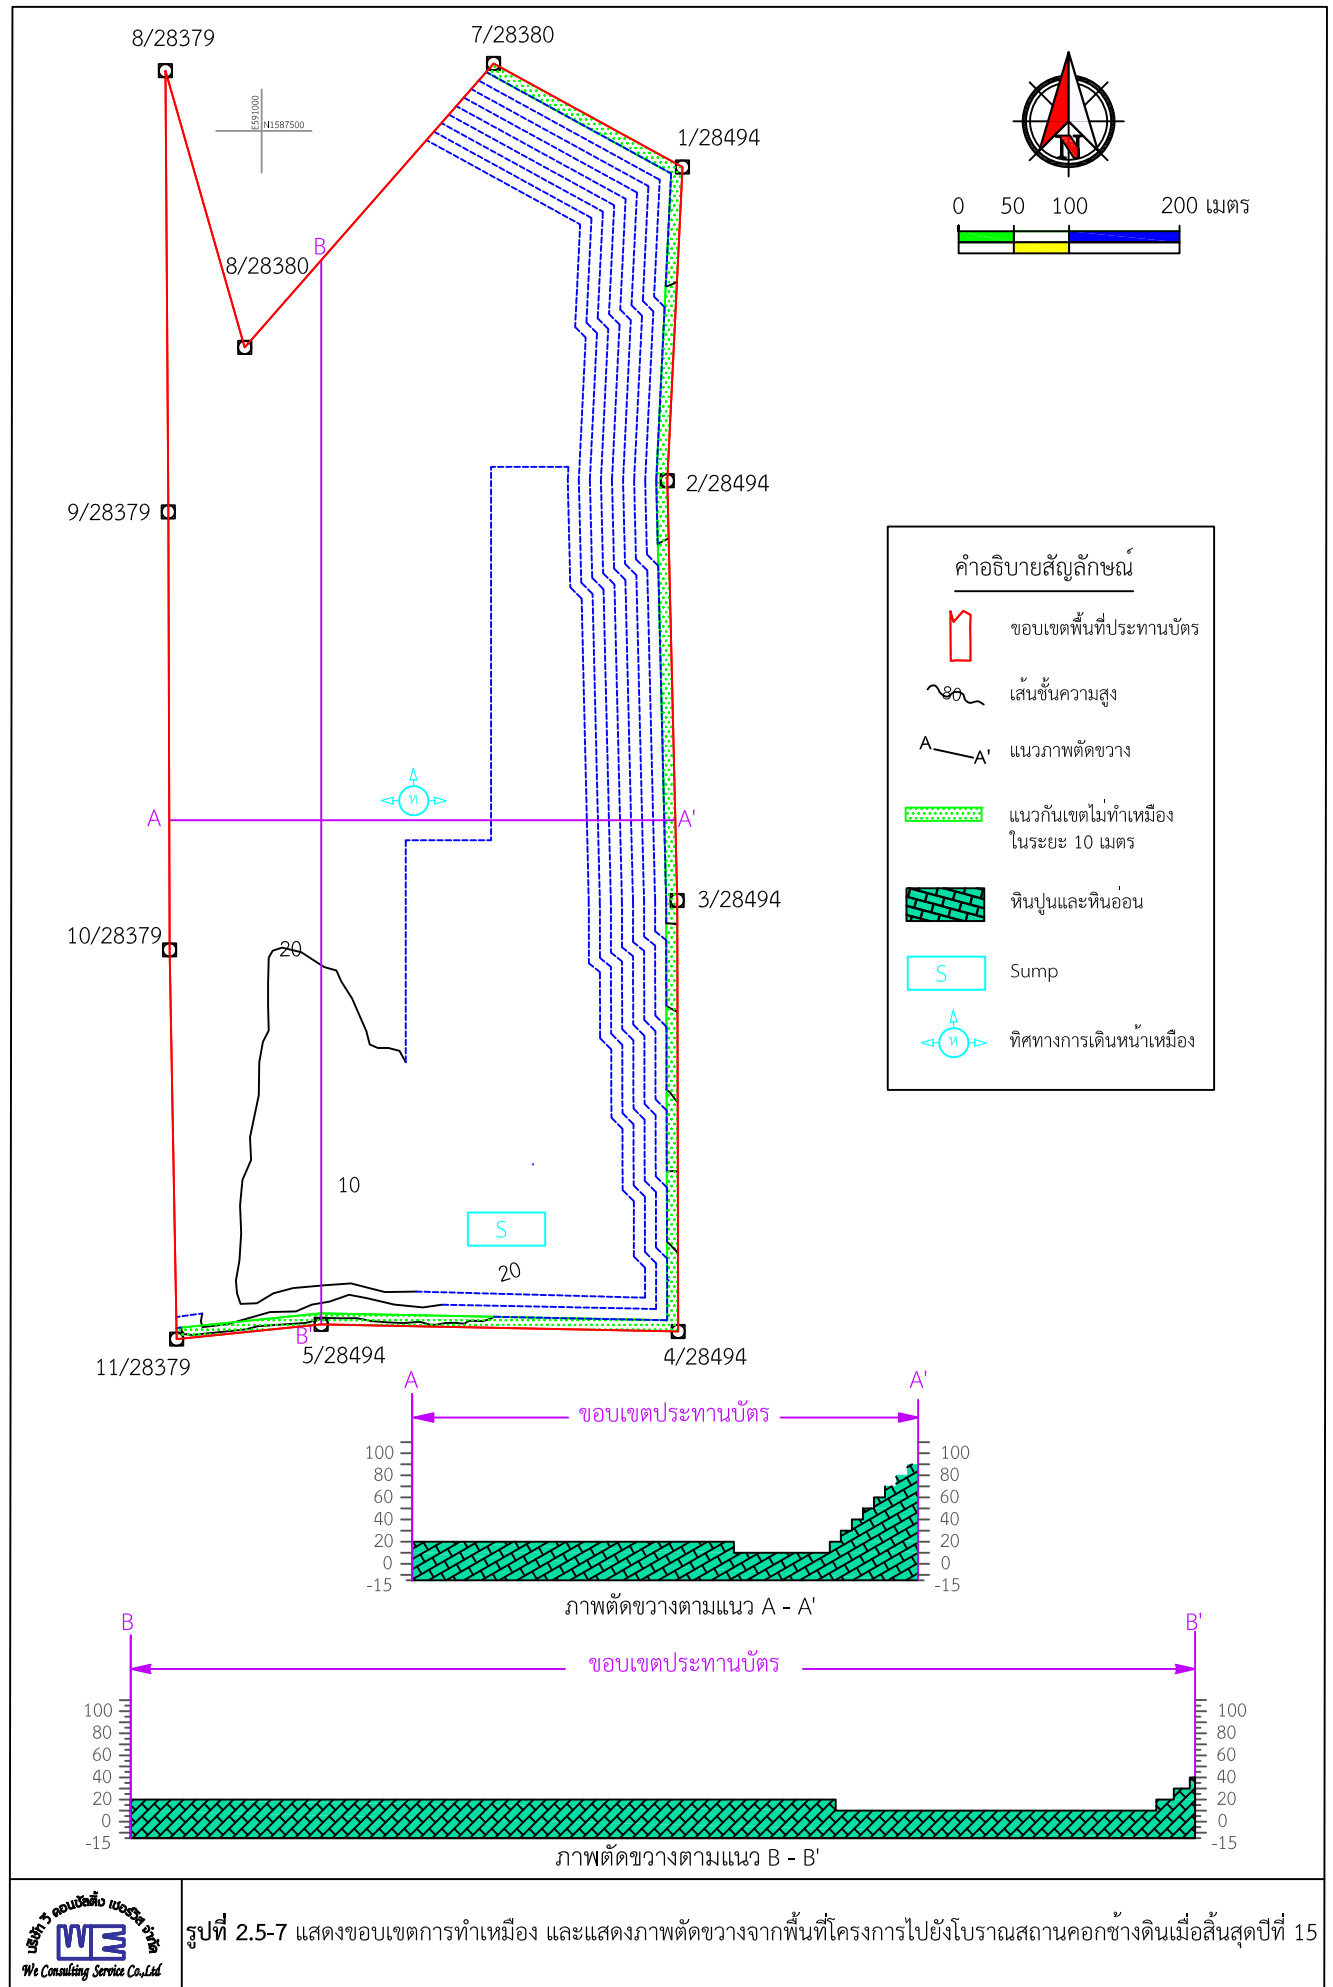 8/28379
7/28380
E591000
N1587500
1/28494
N
0 50 100 200 เมตร
B
8/28380
9/28379
2/28494
คำอธิบายสัญลักษณ์
ขอบเขตพื้นที่ประทานบัตร
80
เส้นชั้นความสูง
A A'
แนวภาพตัดขวาง
แนวกันเขตไม่ทำเหมือง
ในระยะ 10 เมตร
หินปูนและหินอ่อน
S
Sump
ห
ทิศทางการเดินหน้าเหมือง
ห
A
A'
3/28494
10/28379
20
10
S
20
B'
11/28379
5/28494
4/28494
A
A'
ขอบเขตประทานบัตร
100 100
80 80
60 60
40 40
20 20
0 0
-15 -15
ภาพตัดขวางตามแนว A - A'
B
B'
ขอบเขตประทานบัตร
100 100
80 80
60 60
40 40
20 20
0 0
-15 -15
ภาพตัดขวางตามแนว B - B'
บริษัท วี คอนซัลติ้ง เซอร์วิส จำกัด
WE
We Consulting Service Co.,Ltd
รูปที่ 2.5-7 แสดงขอบเขตการทำเหมือง และแสดงภาพตัดขวางจากพื้นที่โครงการไปยังโบราณสถานคอกช้างดินเมื่อสิ้นสุดปีที่ 15